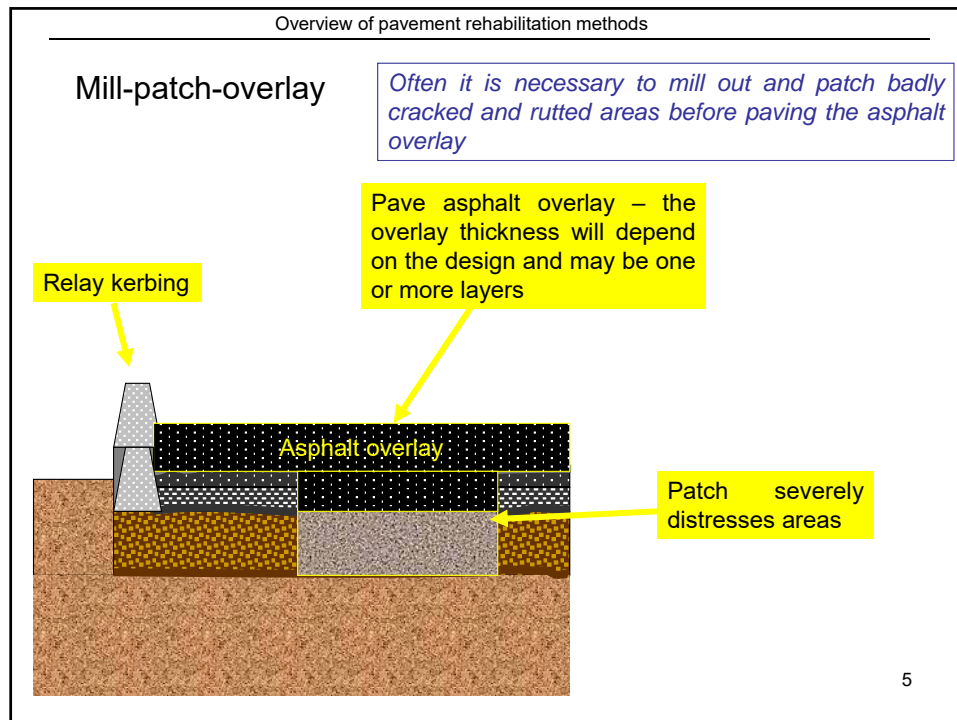 Overview of pavement rehabilitation methods
Mill-patch-overlay
Often it is necessary to mill out and patch badly
cracked and rutted areas before paving the asphalt
overlay
Pave asphalt overlay – the
overlay thickness will depend
on the design and may be one
or more layers
Relay kerbing
Asphalt overlay
Patch severely
distresses areas
5